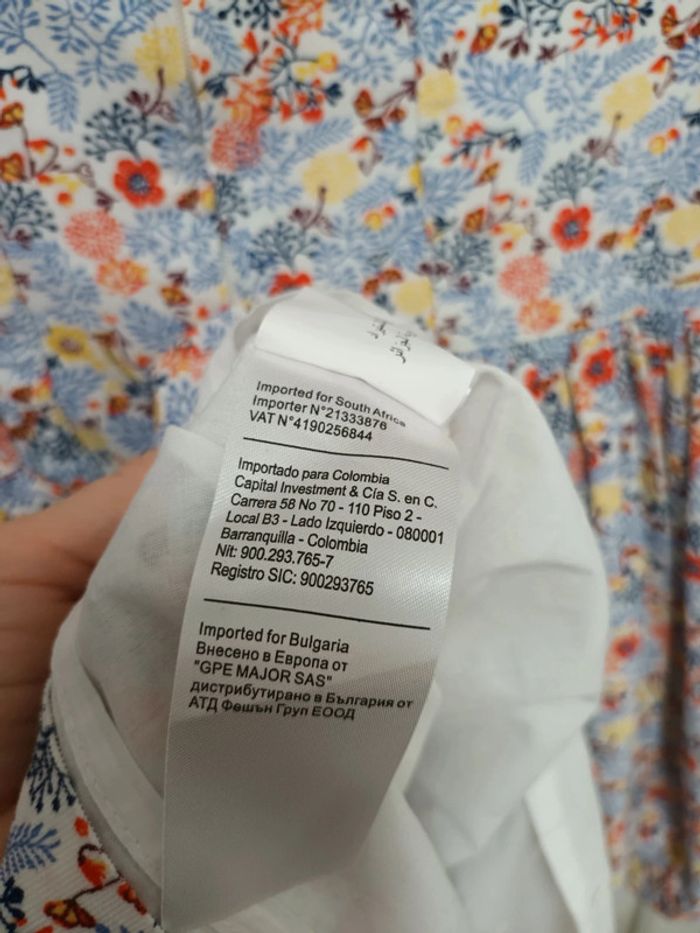 Imported for South Africa
Importer N°21333876
VAT N°4190256844
Importado para Colombia
Capital Investment & Cía S. en C.
Carrera 58 No 70 - 110 Piso 2 -
Local B3 - Lado Izquierdo - 080001
Barranquilla - Colombia
Nit: 900.293.765-7
Registro SIC: 900293765
Imported for Bulgaria
Внесено в Европа от
"GPE MAJOR SAS"
дистрибутирано в България от
АТД Фешън Груп ЕООД